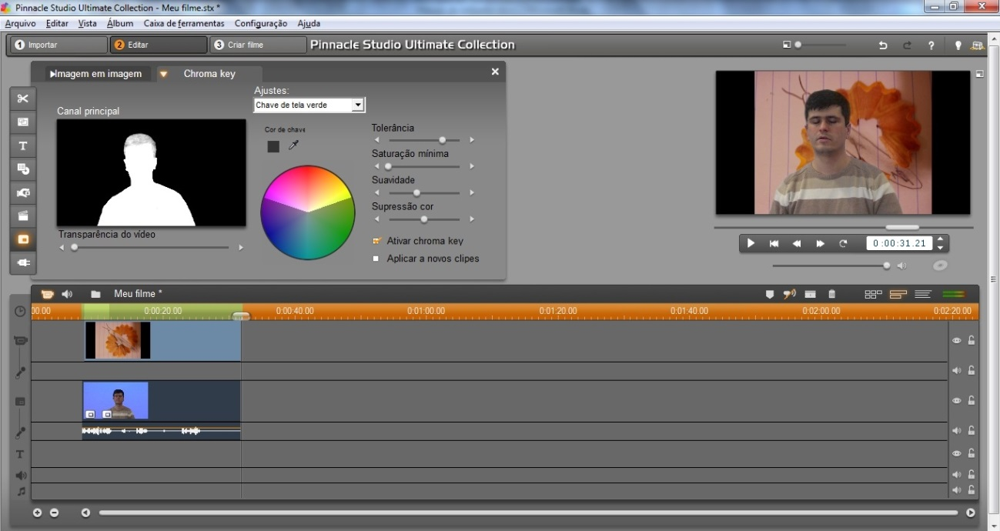 Pinnacle Studio Ultimate Collection - Meu filme.stx *
Arquivo Editar Vista Álbum Caixa de ferramentas Configuração Ajuda
1 Importar 2 Editar 3 Criar filme Pinnacle Studio Ultimate Collection ?
Imagem em imagem Chroma key
Ajustes:
Chave de tela verde
Canal principal
Cor de chave
Tolerância
Saturação mínima
Suavidade
Supressão cor
Transparência do vídeo
Ativar chroma key
Aplicar a novos clipes
0:00:31.21
Meu filme *
00.00 0:00:20.00 0:00:40.00 0:01:00.00 0:01:20.00 0:01:40.00 0:02:00.00 0:02:20.00
T
T